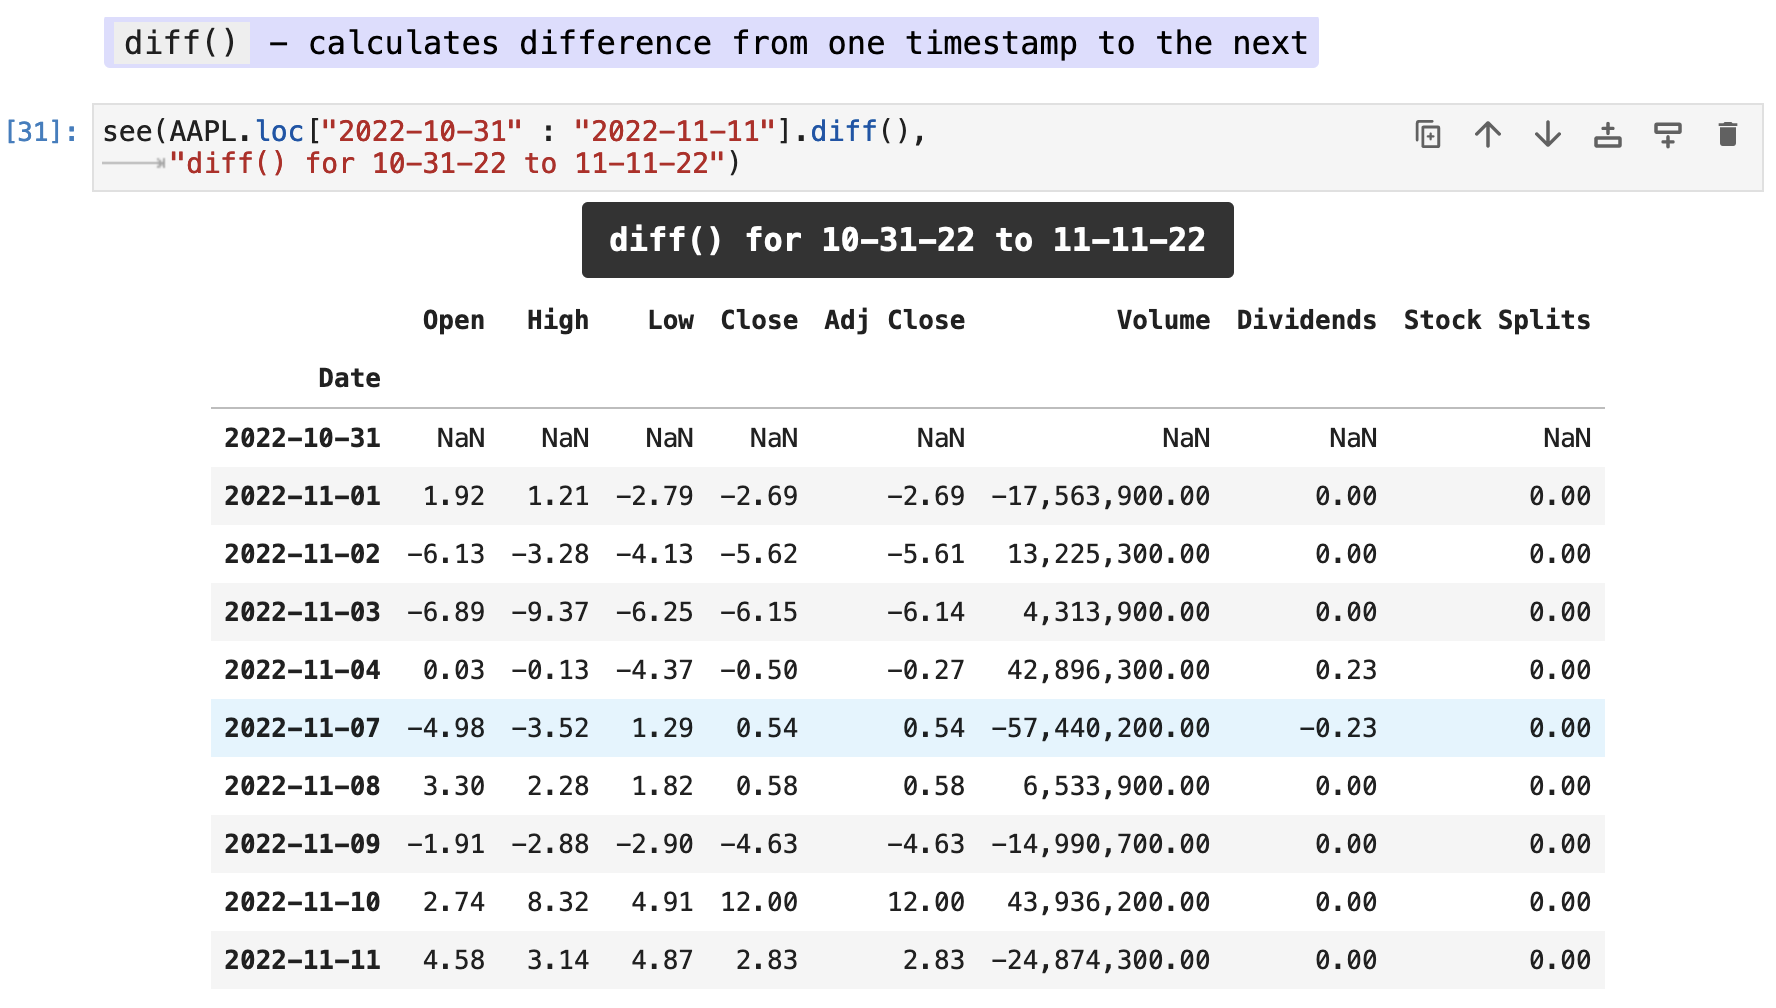 diff() – calculates difference from one timestamp to the next
[31]: see(AAPL.loc["2022-10-31" : "2022-11-11"].diff(),
"diff() for 10-31-22 to 11-11-22")
diff() for 10-31-22 to 11-11-22
Open High Low Close Adj Close Volume Dividends Stock Splits
Date
2022-10-31 NaN NaN NaN NaN NaN NaN NaN NaN
2022-11-01 1.92 1.21 -2.79 -2.69 -2.69 -17,563,900.00 0.00 0.00
2022-11-02 -6.13 -3.28 -4.13 -5.62 -5.61 13,225,300.00 0.00 0.00
2022-11-03 -6.89 -9.37 -6.25 -6.15 -6.14 4,313,900.00 0.00 0.00
2022-11-04 0.03 -0.13 -4.37 -0.50 -0.27 42,896,300.00 0.23 0.00
2022-11-07 -4.98 -3.52 1.29 0.54 0.54 -57,440,200.00 -0.23 0.00
2022-11-08 3.30 2.28 1.82 0.58 0.58 6,533,900.00 0.00 0.00
2022-11-09 -1.91 -2.88 -2.90 -4.63 -4.63 -14,990,700.00 0.00 0.00
2022-11-10 2.74 8.32 4.91 12.00 12.00 43,936,200.00 0.00 0.00
2022-11-11 4.58 3.14 4.87 2.83 2.83 -24,874,300.00 0.00 0.00